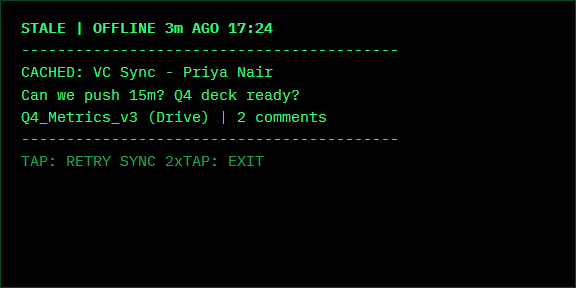 STALE | OFFLINE 3m AGO 17:24
------------------------------------------
CACHED: VC Sync - Priya Nair
Can we push 15m? Q4 deck ready?
Q4_Metrics_v3 (Drive) | 2 comments
------------------------------------------
TAP: RETRY SYNC 2xTAP: EXIT